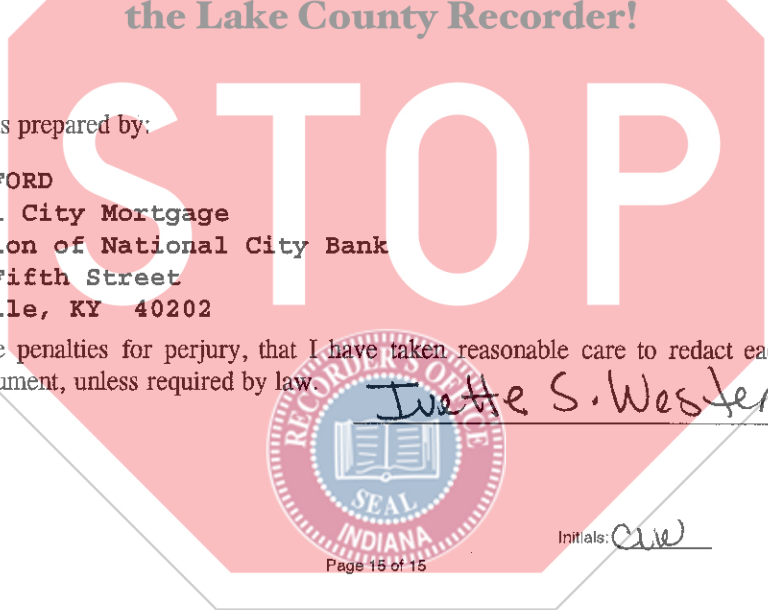 the Lake County Recorder!
STOP
s prepared by:
FORD
l City Mortgage
on of National City Bank
Fifth Street
lle, KY 40202
e penalties for perjury, that I have taken reasonable care to redact ea
ument, unless required by law.
Ivette S. Wester
RECORDER'S OFFICE
SEAL
INDIANA
Initials:
Page 15 of 15